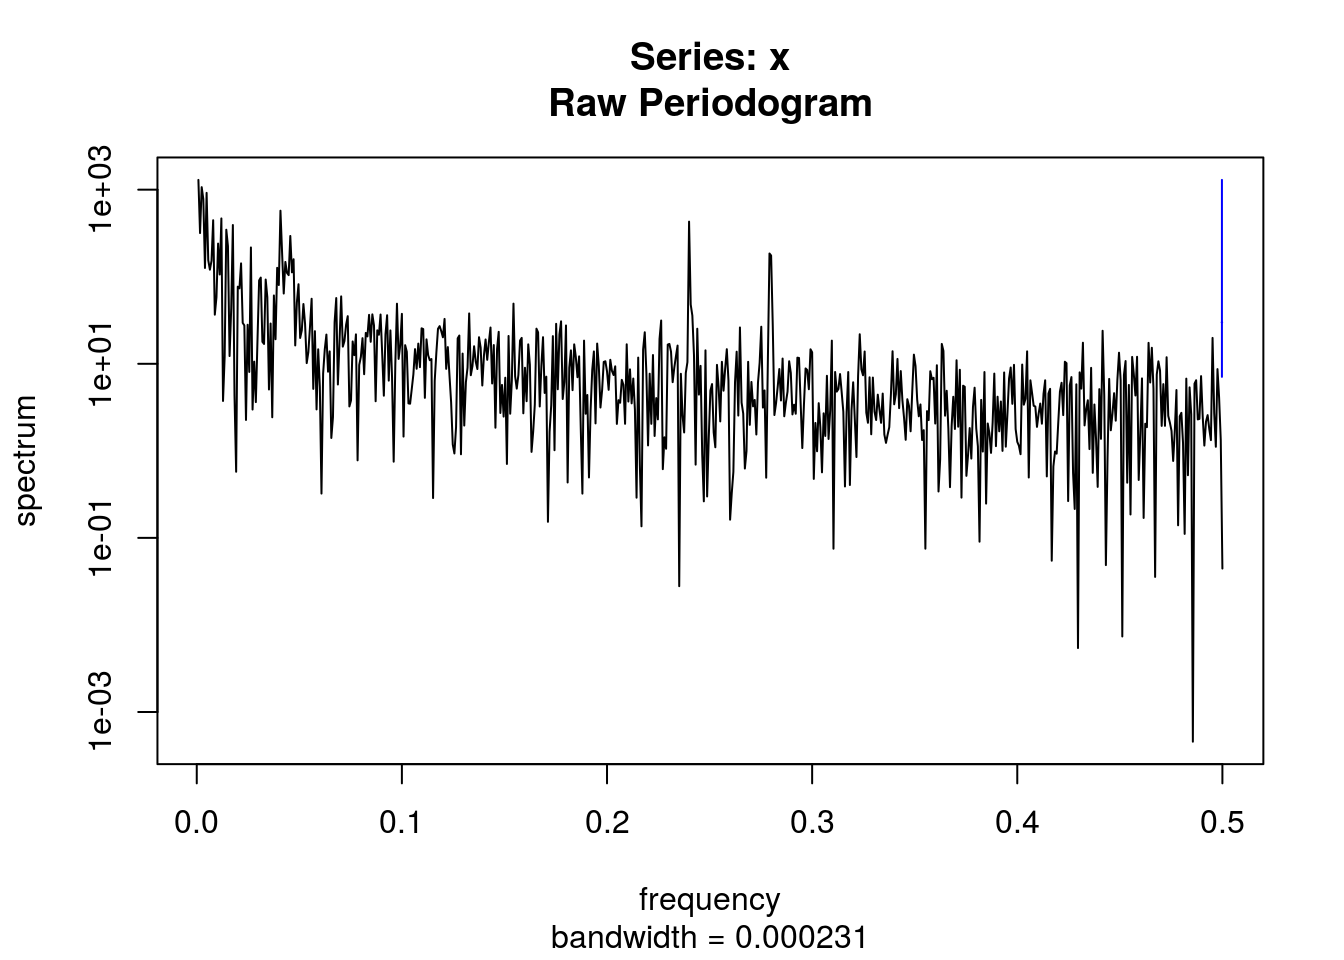 Series: x
Raw Periodogram
spectrum
1e+03
1e+01
1e-01
1e-03
0.0 0.1 0.2 0.3 0.4 0.5
frequency
bandwidth = 0.000231